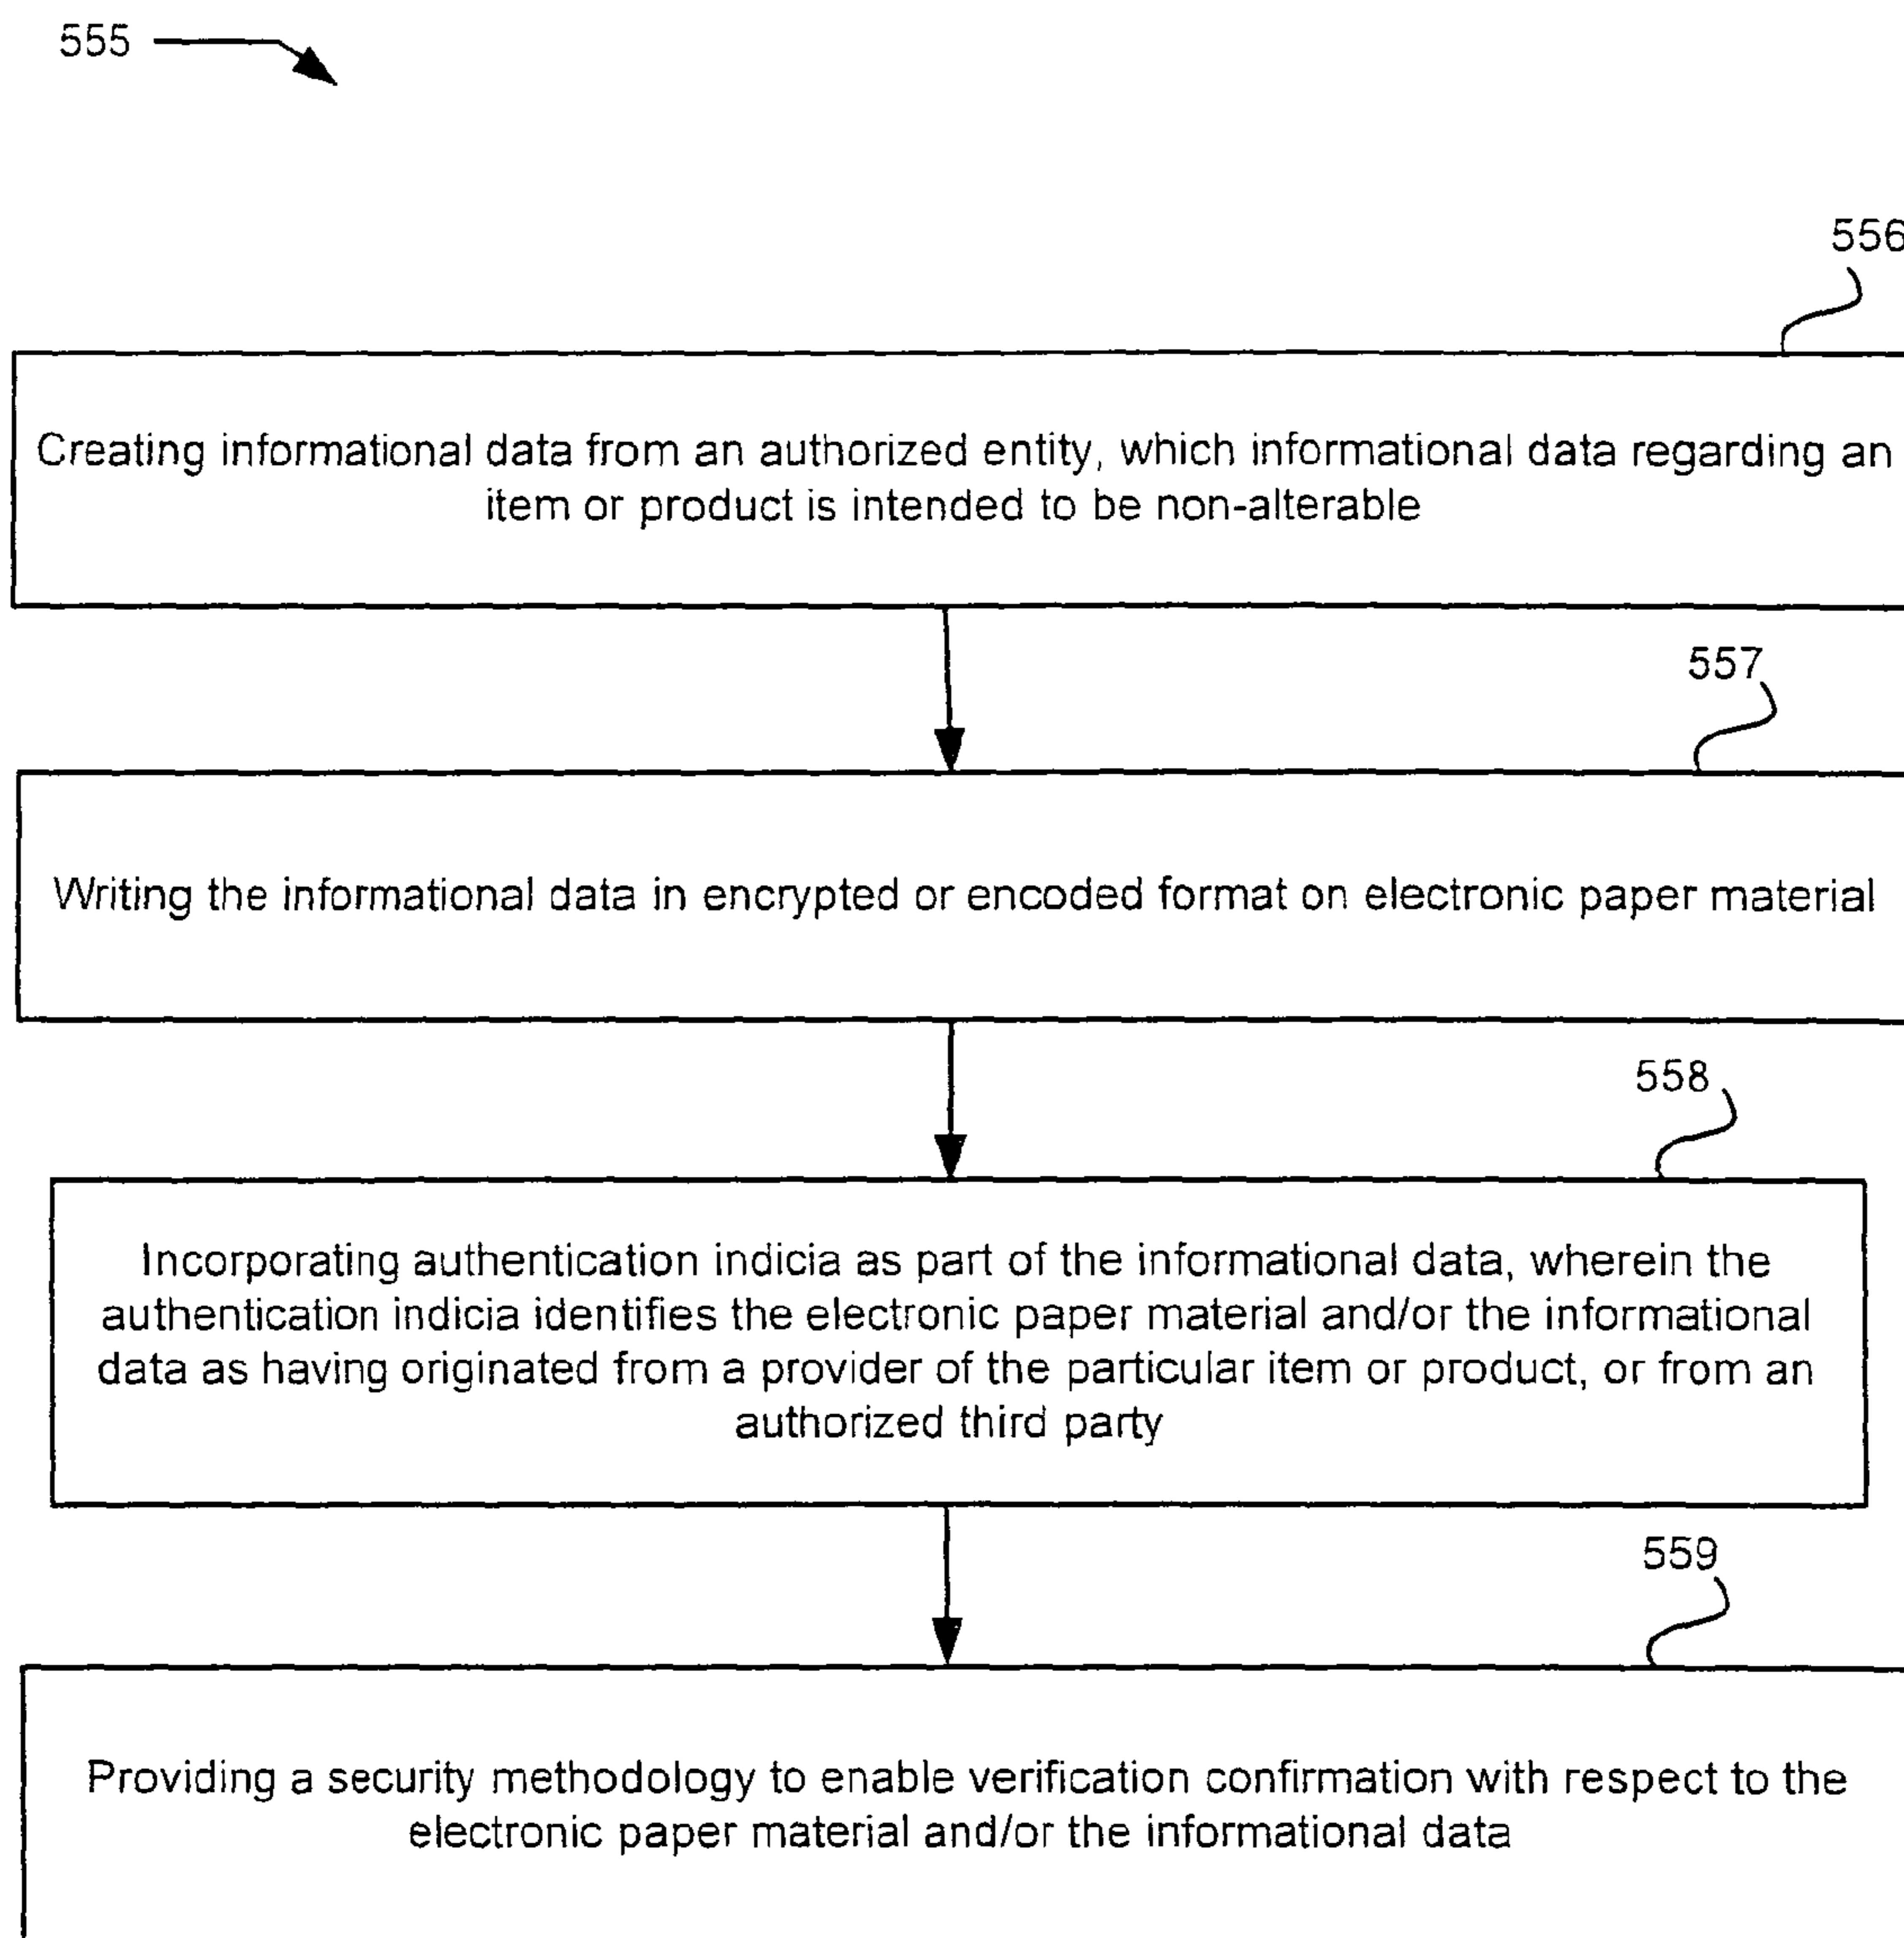 555
556
Creating informational data from an authorized entity, which informational data regarding an
item or product is intended to be non-alterable
557
Writing the informational data in encrypted or encoded format on electronic paper material
558
Incorporating authentication indicia as part of the informational data, wherein the
authentication indicia identifies the electronic paper material and/or the informational
data as having originated from a provider of the particular item or product, or from an
authorized third party
559
Providing a security methodology to enable verification confirmation with respect to the
electronic paper material and/or the informational data